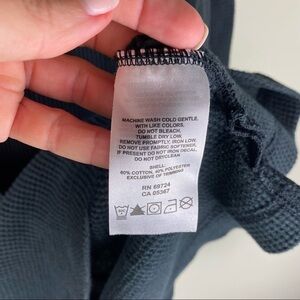 MACHINE WASH COLD GENTLE,
WITH LIKE COLORS.
DO NOT BLEACH.
TUMBLE DRY LOW.
REMOVE PROMPTLY, IRON LOW,
DO NOT USE FABRIC SOFTENER,
IF PRESENT DO NOT IRON DECAL.
DO NOT DRYCLEAN
SHELL:
60% COTTON, 40% POLYESTER
EXCLUSIVE OF TRIMMING
RN 69724
CA 05367